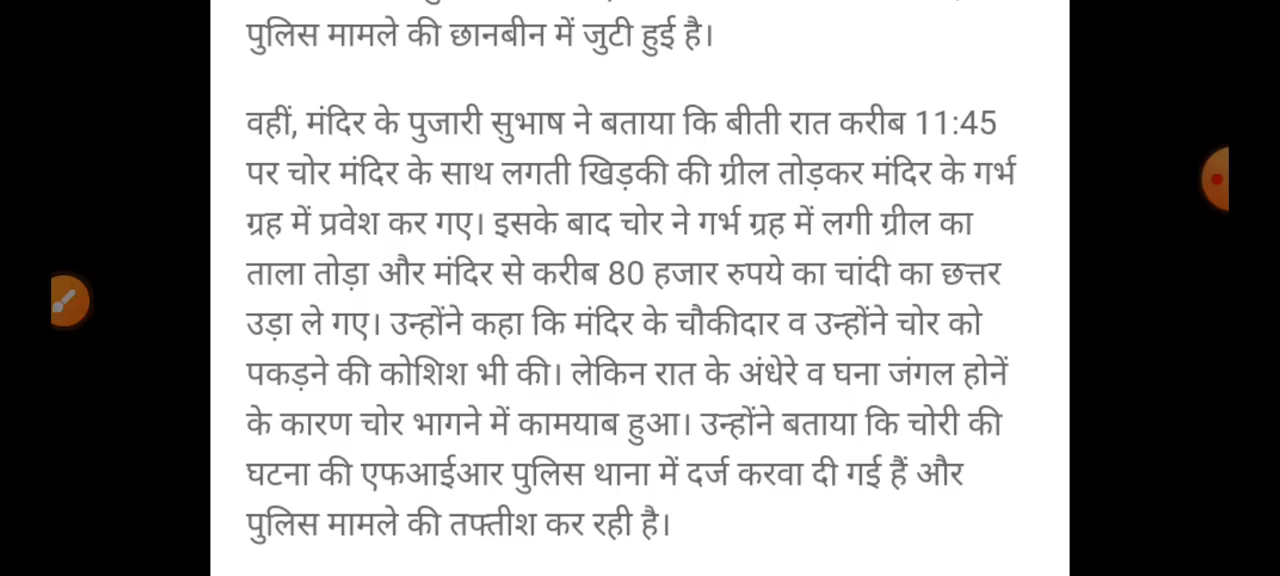 पुलिस मामले की छानबीन में जुटी हुई है।
वहीं, मंदिर के पुजारी सुभाष ने बताया कि बीती रात करीब 11:45
पर चोर मंदिर के साथ लगती खिड़की की ग्रील तोड़कर मंदिर के गर्भ
ग्रह में प्रवेश कर गए। इसके बाद चोर ने गर्भ ग्रह में लगी ग्रील का
ताला तोड़ा और मंदिर से करीब 80 हजार रुपये का चांदी का छत्तर
उड़ा ले गए। उन्होंने कहा कि मंदिर के चौकीदार व उन्होंने चोर को
पकड़ने की कोशिश भी की। लेकिन रात के अंधेरे व घना जंगल होनें
के कारण चोर भागने में कामयाब हुआ। उन्होंने बताया कि चोरी की
घटना की एफआईआर पुलिस थाना में दर्ज करवा दी गई हैं और
पुलिस मामले की तफ्तीश कर रही है।